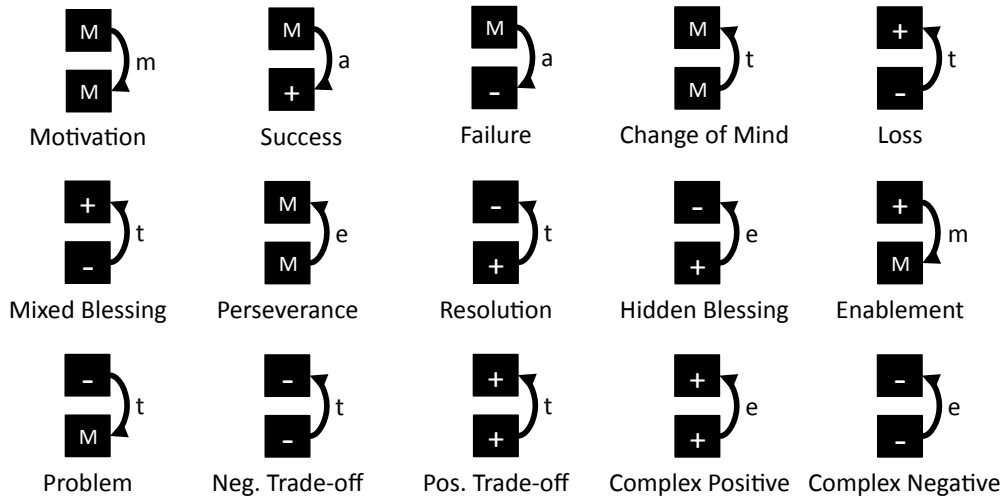 M M M M +
m a a t t
M + - M -
Motivation Success Failure Change of Mind Loss
+ M - - +
t e t e m
- M + + M
Mixed Blessing Perseverance Resolution Hidden Blessing Enablement
- - + + -
t t t e e
M - + + -
Problem Neg. Trade-off Pos. Trade-off Complex Positive Complex Negative